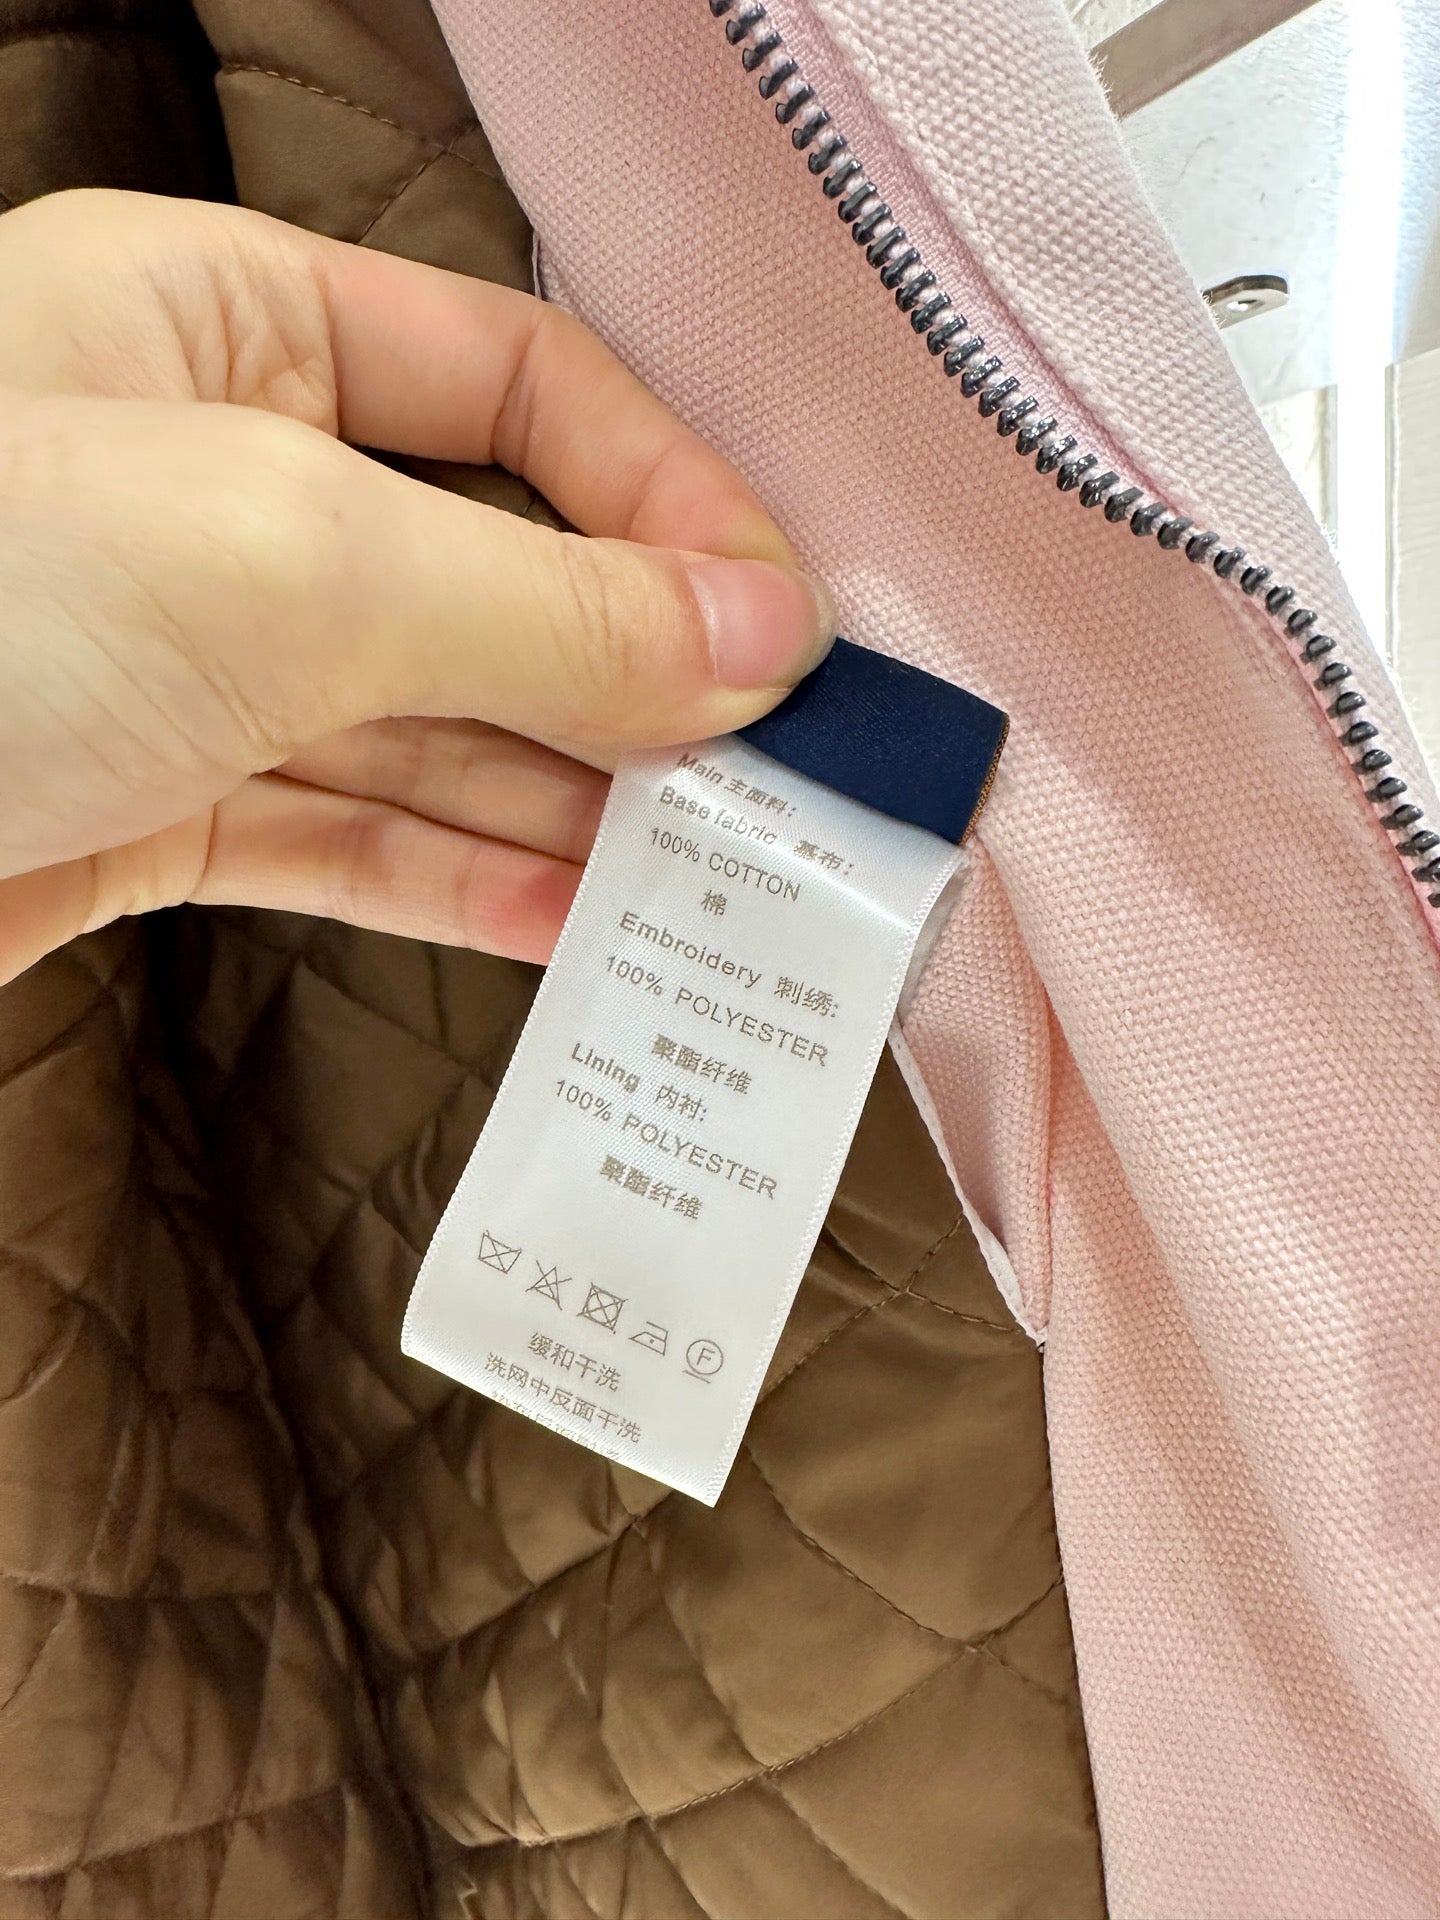 Main 主面料:
Base fabric 基布:
100% COTTON
棉
Embroidery 刺绣:
100% POLYESTER
聚酯纤维
Lining 内衬:
100% POLYESTER
聚酯纤维
F
缓和干洗
洗网中反面干洗